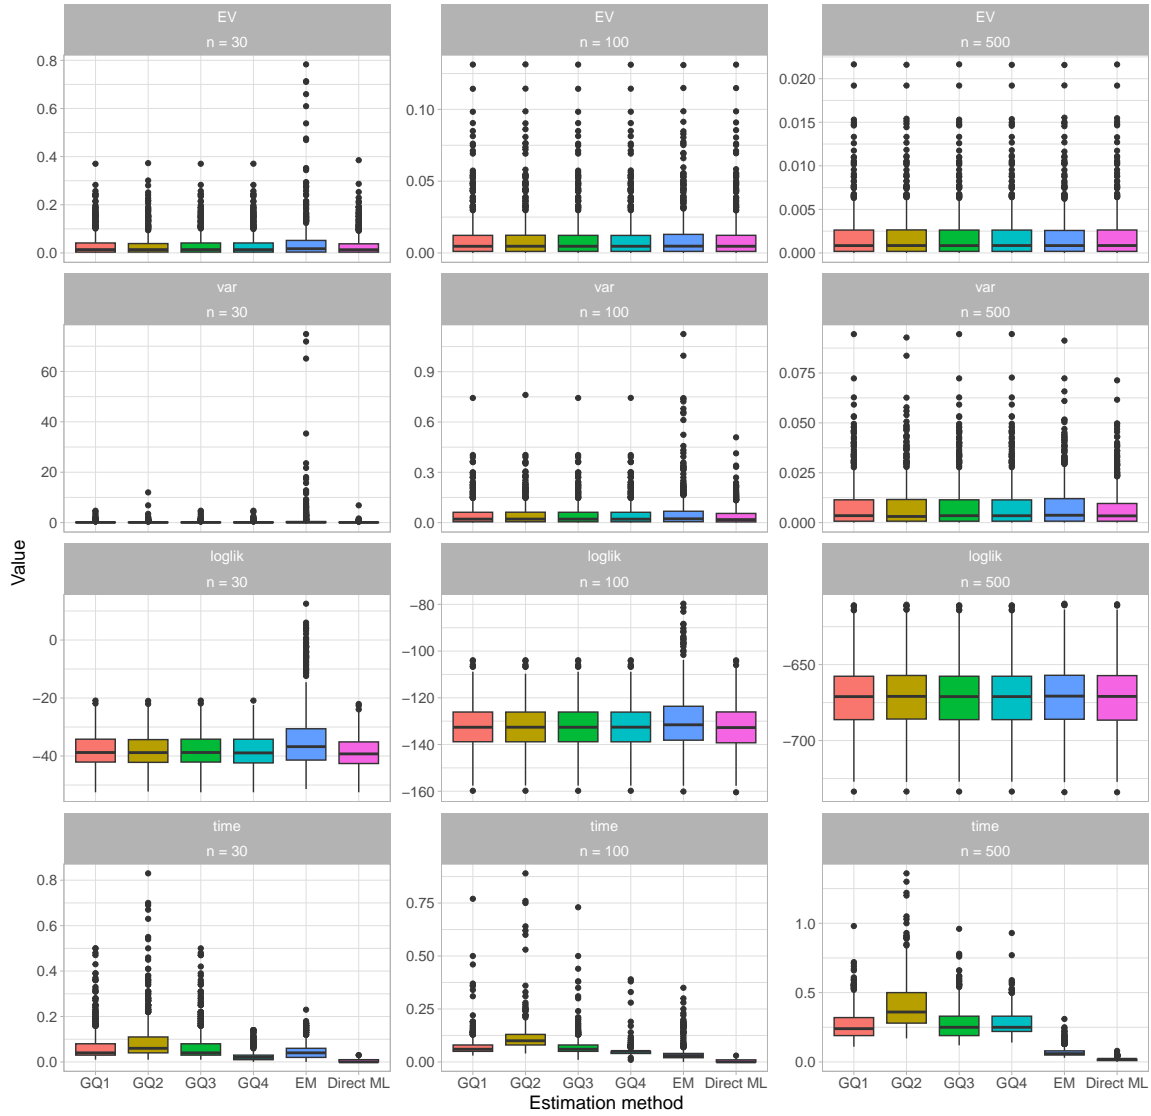 EV
n = 30
EV
n = 100
EV
n = 500
0.8
0.6
0.4
0.2
0.0
0.10
0.05
0.00
0.020
0.015
0.010
0.005
0.000
var
n = 30
var
n = 100
var
n = 500
60
40
20
0
0.9
0.6
0.3
0.0
0.075
0.050
0.025
0.000
Value
loglik
n = 30
loglik
n = 100
loglik
n = 500
0
−20
−40
−80
−100
−120
−140
−160
−650
−700
time
n = 30
time
n = 100
time
n = 500
0.8
0.6
0.4
0.2
0.0
0.75
0.50
0.25
0.00
1.0
0.5
0.0
GQ1 GQ2 GQ3 GQ4 EM Direct ML
GQ1 GQ2 GQ3 GQ4 EM Direct ML
GQ1 GQ2 GQ3 GQ4 EM Direct ML
Estimation method